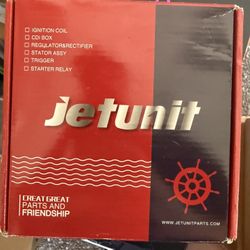 IGNITION COIL
CDI BOX
REGULATOR&RECTIFIER
STATOR ASSY
TRIGGER
STARTER RELAY
jetunit
CREAT GREAT
PARTS AND
FRIENDSHIP
WWW.JETUNITPARTS.COM